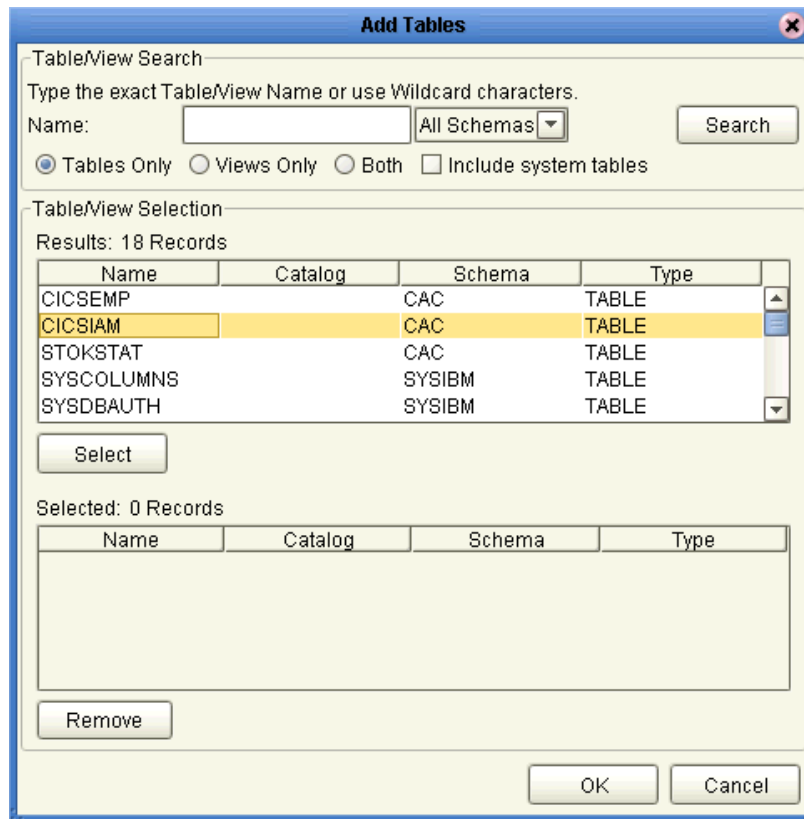 Add Tables
Table/View Search
Type the exact Table/View Name or use Wildcard characters.
Name: All Schemas Search
Tables Only Views Only Both Include system tables
Table/View Selection
Results: 18 Records
Name Catalog Schema Type
CICSEMP CAC TABLE
CICSIAM CAC TABLE
STOKSTAT CAC TABLE
SYSCOLUMNS SYSIBM TABLE
SYSDBAUTH SYSIBM TABLE
Select
Selected: 0 Records
Name Catalog Schema Type
Remove
OK Cancel